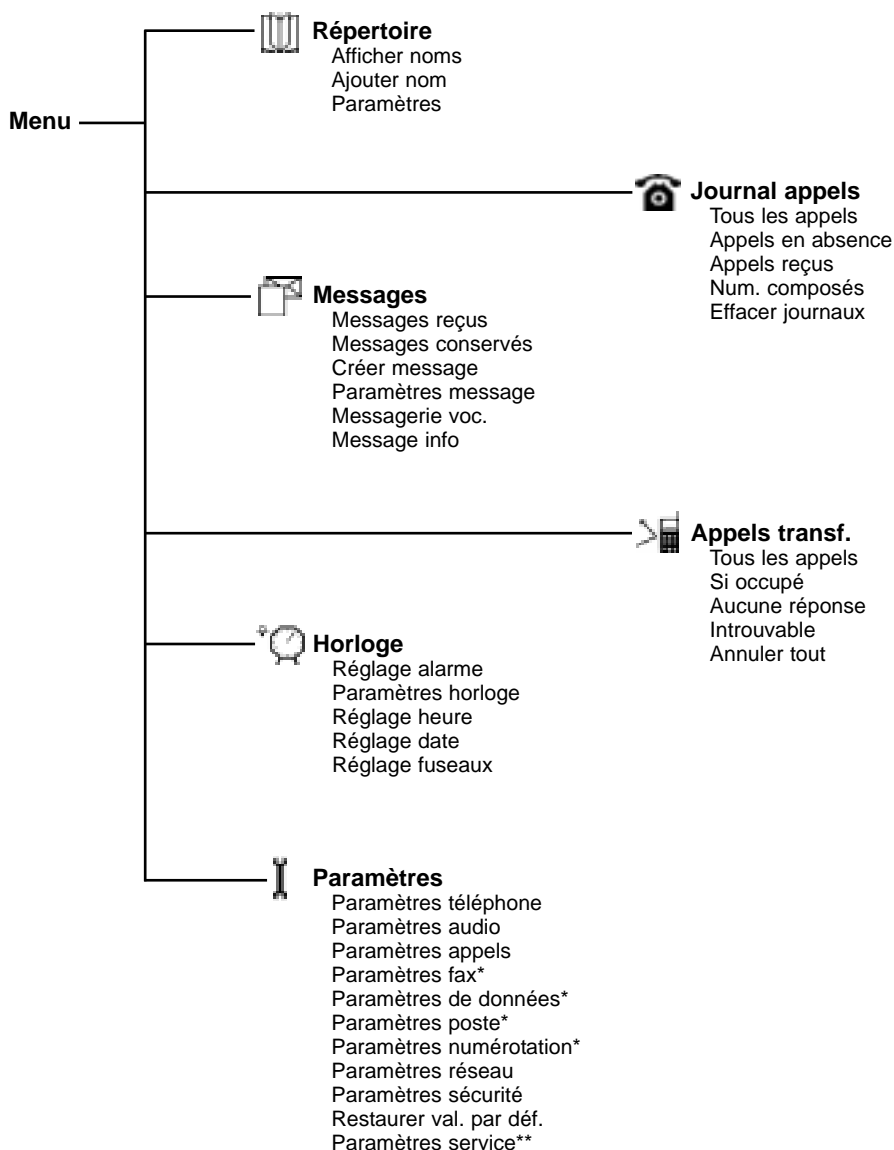 Répertoire
Afficher noms
Ajouter nom
Paramètres
Menu
Journal appels
Tous les appels
Appels en absence
Appels reçus
Num. composés
Effacer journaux
Messages
Messages reçus
Messages conservés
Créer message
Paramètres message
Messagerie voc.
Message info
Appels transf.
Tous les appels
Si occupé
Aucune réponse
Introuvable
Annuler tout
Horloge
Réglage alarme
Paramètres horloge
Réglage heure
Réglage date
Réglage fuseaux
Paramètres
Paramètres téléphone
Paramètres audio
Paramètres appels
Paramètres fax*
Paramètres de données*
Paramètres poste*
Paramètres numérotation*
Paramètres réseau
Paramètres sécurité
Restaurer val. par déf.
Paramètres service**